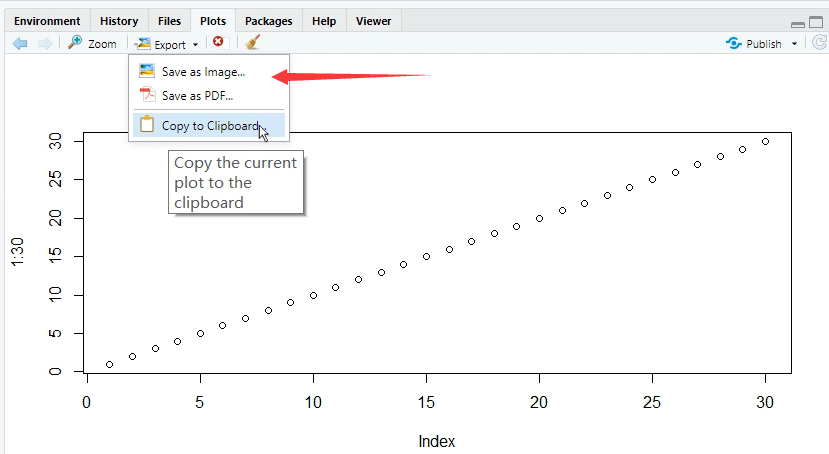 Environment History Files Plots Packages Help Viewer
Zoom Export Publish
Save as Image...
Save as PDF...
Copy to Clipboard...
Copy the current
plot to the
clipboard
30
25
20
15
10
5
0
1:30
0 5 10 15 20 25 30
Index